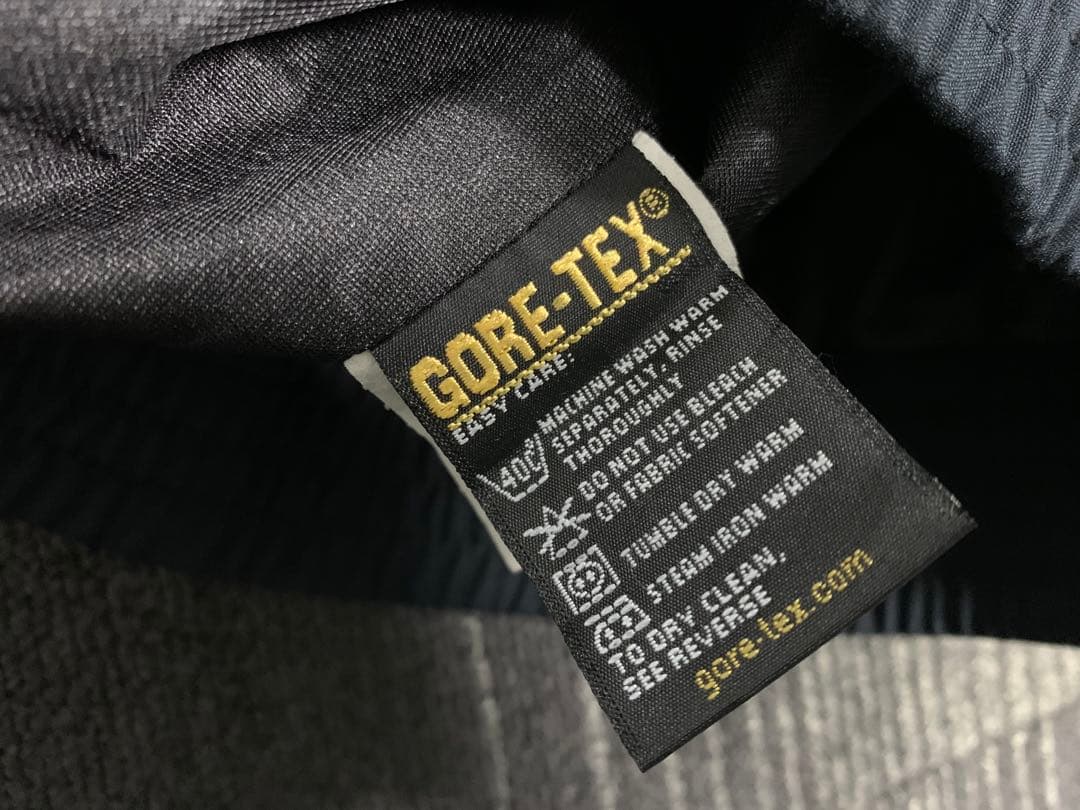 GORE-TEX®
EASY CARE:
40C MACHINE WASH WARM
SEPARATELY, RINSE
THOROUGHLY
DO NOT USE BLEACH
OR FABRIC SOFTENER
TUMBLE DRY WARM
STEAM IRON WARM
TO DRY CLEAN,
SEE REVERSE
gore-tex.com